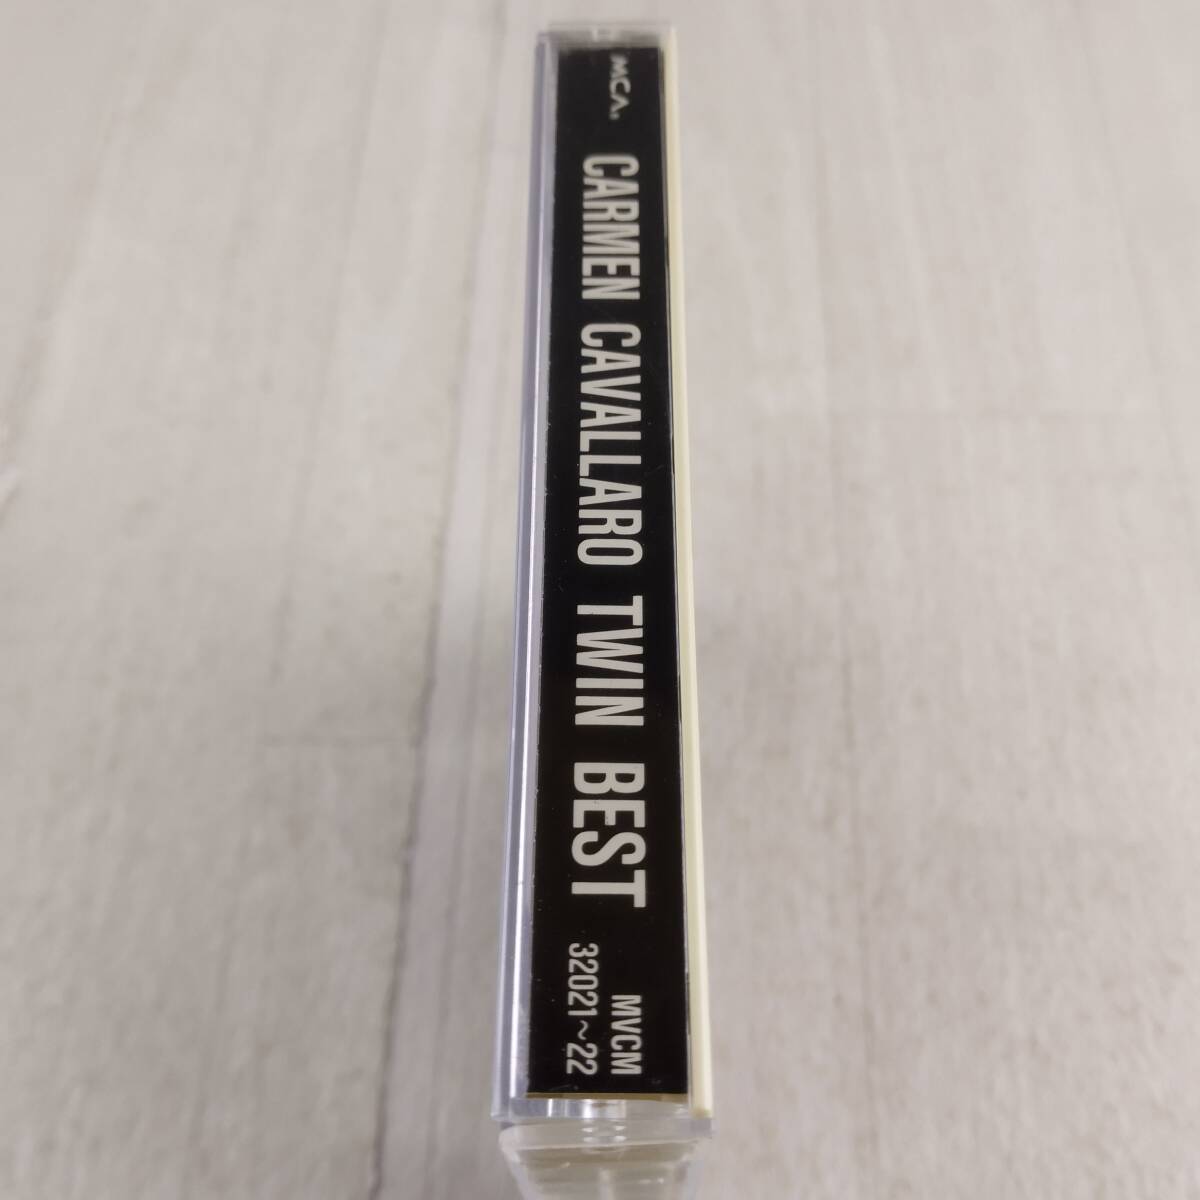 MCA.
CARMEN CAVALLARO TWIN BEST
MVCM
32021~22